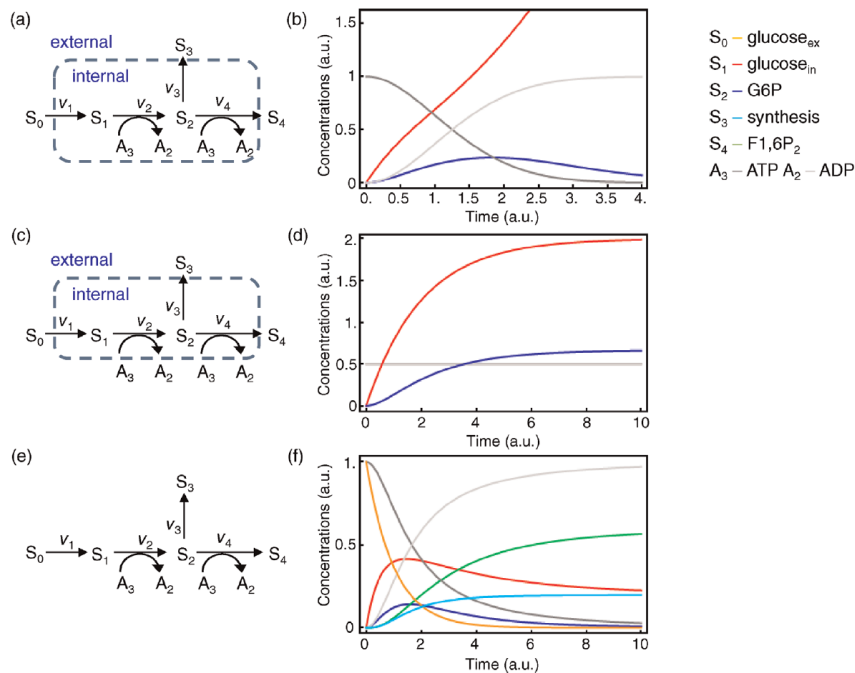 (a)
external
internal
S3
v3
S0 v1 S1 v2 S2 v4 S4
A3 A2 A3 A2
(b)
Concentrations (a.u.)
1.5
1
0.5
0
0. 0.5 1. 1.5 2. 2.5 3. 3.5 4.
Time (a.u.)
S0 glucoseex
S1 glucosein
S2 G6P
S3 synthesis
S4 F1,6P2
A3 ATP A2 ADP
(c)
external
internal
S3
v3
S0 v1 S1 v2 S2 v4 S4
A3 A2 A3 A2
(d)
Concentrations (a.u.)
2.
1.5
1.
0.5
0
0 2 4 6 8 10
Time (a.u.)
(e)
S3
v3
S0 v1 S1 v2 S2 v4 S4
A3 A2 A3 A2
(f)
Concentrations (a.u.)
1.
0.5
0
0 2 4 6 8 10
Time (a.u.)